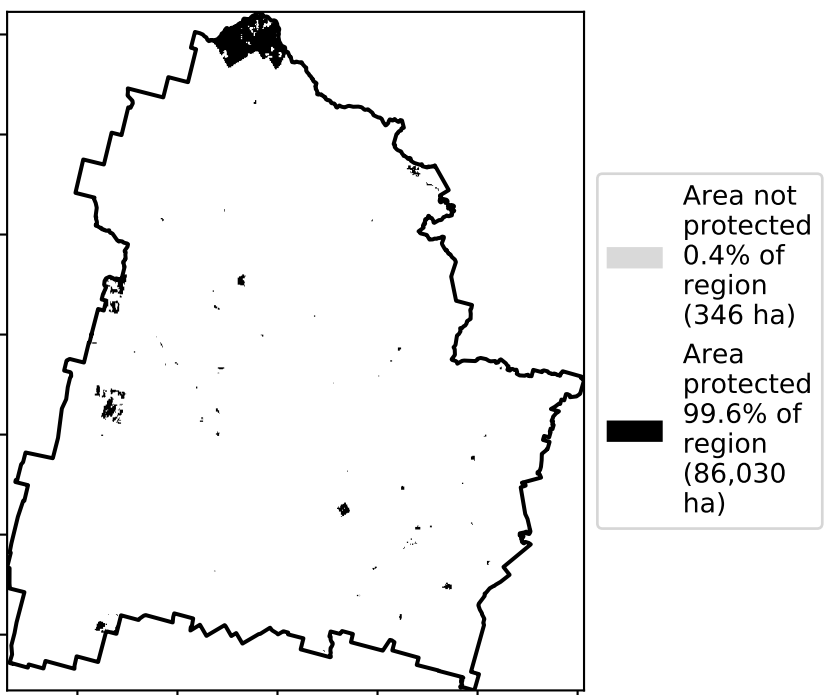 Area not
protected
0.4% of
region
(346 ha)
Area
protected
99.6% of
region
(86,030
ha)